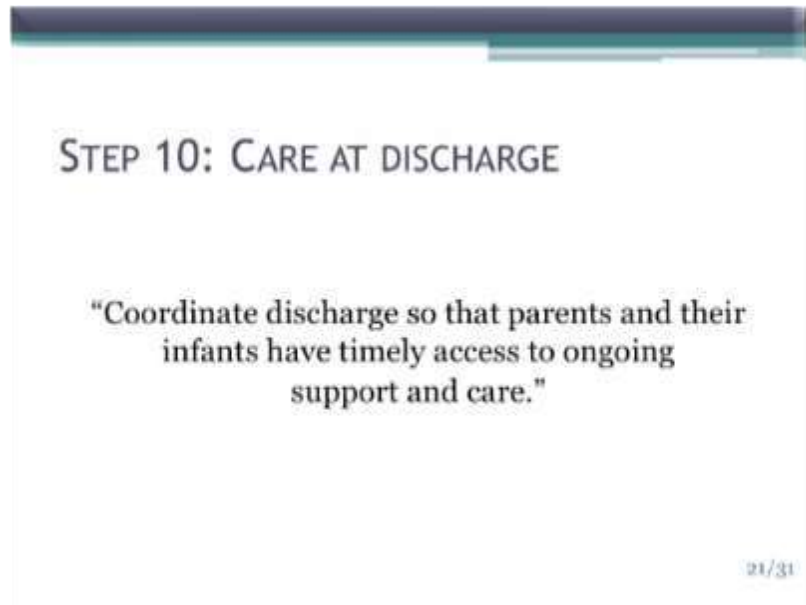 STEP 10: CARE AT DISCHARGE
“Coordinate discharge so that parents and their
infants have timely access to ongoing
support and care.”
21/31